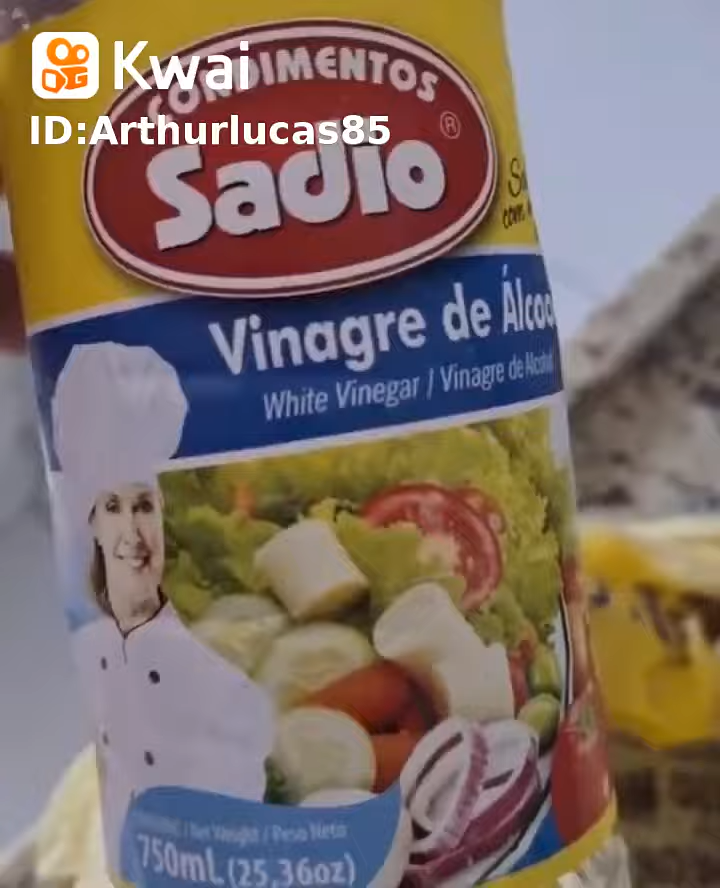 Kwai
ID:Arthurlucas85
CONDIMENTOS
Sadio
®
Vinagre de Álcoo
White Vinegar / Vinagre de Alcohol
/ Net Weight / Peso Neto
750mL (25,36oz)